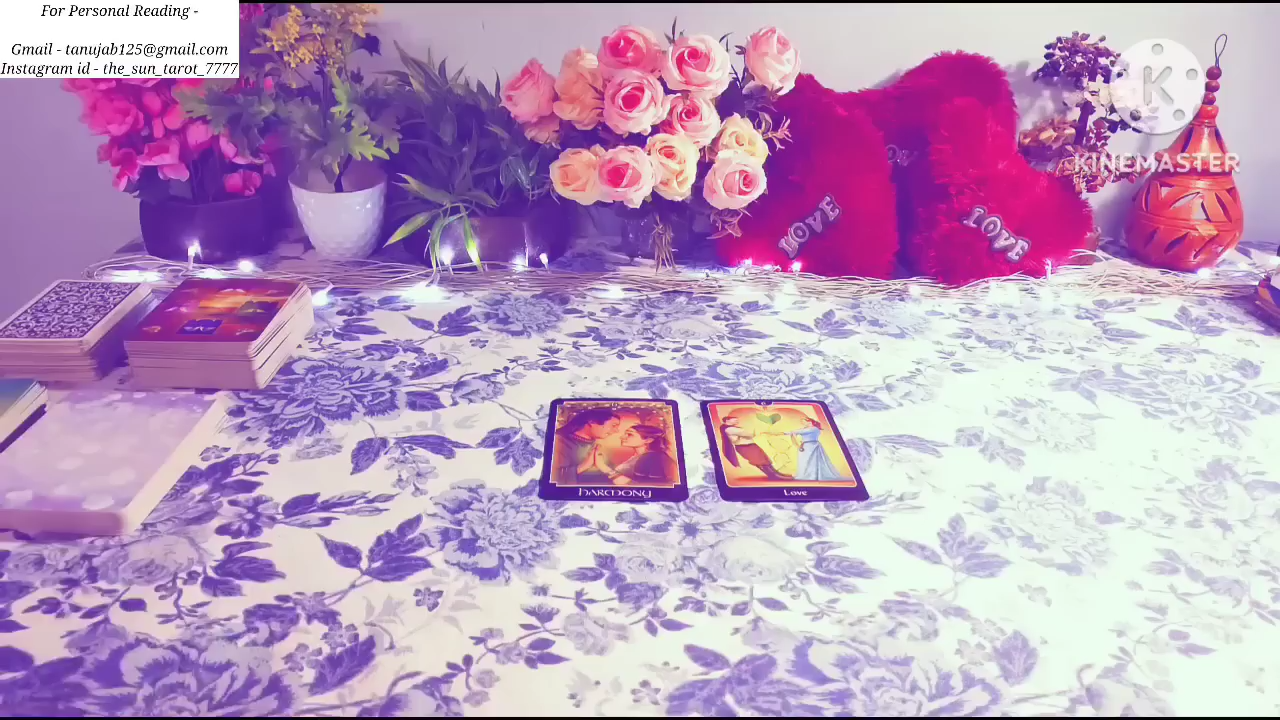 For Personal Reading -
Gmail - tanujab125@gmail.com
Instagram id - the_sun_tarot_7777
K
KINEMASTER
LOVE
LOVE
HARMONY
Love